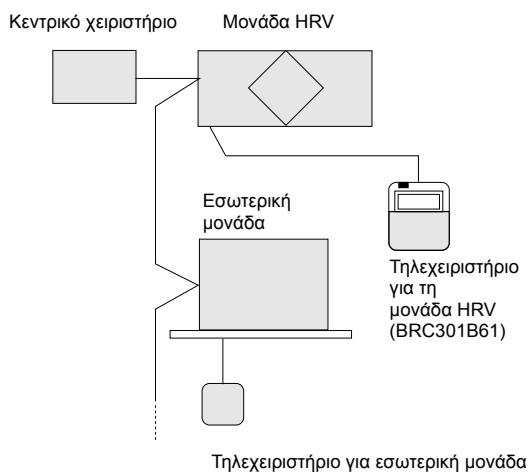 Κεντρικό χειριστήριο
Μονάδα HRV
Εσωτερική
μονάδα
Τηλεχειριστήριο
για τη
μονάδα HRV
(BRC301B61)
Τηλεχειριστήριο για εσωτερική μονάδα